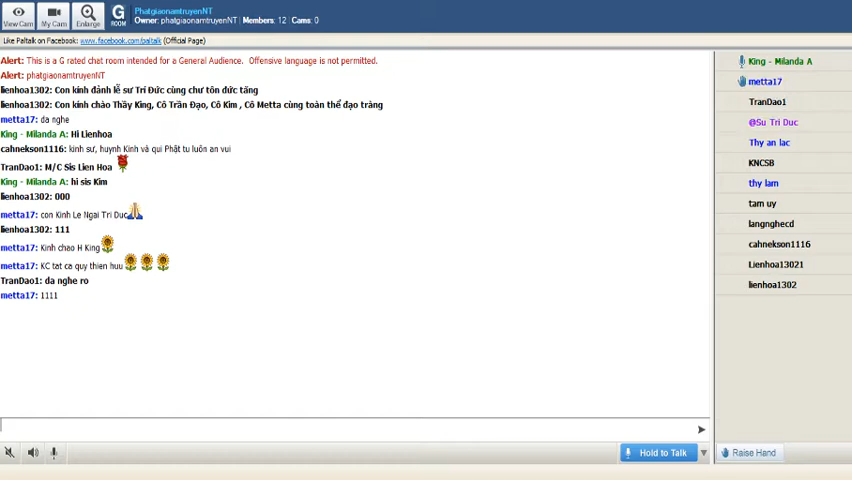 View Cam
My Cam
Enlarge
G
ROOM
PhatgiaonamtruyenNT
Owner: phatgiaonamtruyenNT | Members: 12 | Cams: 0
Like Paltalk on Facebook: www.facebook.com/paltalk (Official Page)
Alert: This is a G rated chat room intended for a General Audience. Offensive language is not permitted.
Alert: phatgiaonamtruyenNT
lienhoa1302: Con kính đảnh lễ sư Trí Đức cùng chư tôn đức tăng
lienhoa1302: Con kính chào Thầy King, Cô Trần Đạo, Cô Kim , Cô Metta cùng toàn thể đạo tràng
metta17: da nghe
King - Milanda A: Hi Lienhoa
cahnekson1116: kinh sư, huynh Kinh và qui Phật tu luôn an vui
TranDao1: M/C Sis Lien Hoa
King - Milanda A: hi sis Kim
lienhoa1302: 000
metta17: con Kinh Le Ngai Tri Duc
lienhoa1302: 111
metta17: Kinh chao H King
metta17: KC tat ca quy thien huu
TranDao1: da nghe ro
metta17: 1111
King - Milanda A
metta17
TranDao1
@Su Tri Duc
Thy an lac
KNCSB
thy lam
tam uy
langnghecd
cahnekson1116
Lienhoa13021
lienhoa1302
Hold to Talk
Raise Hand